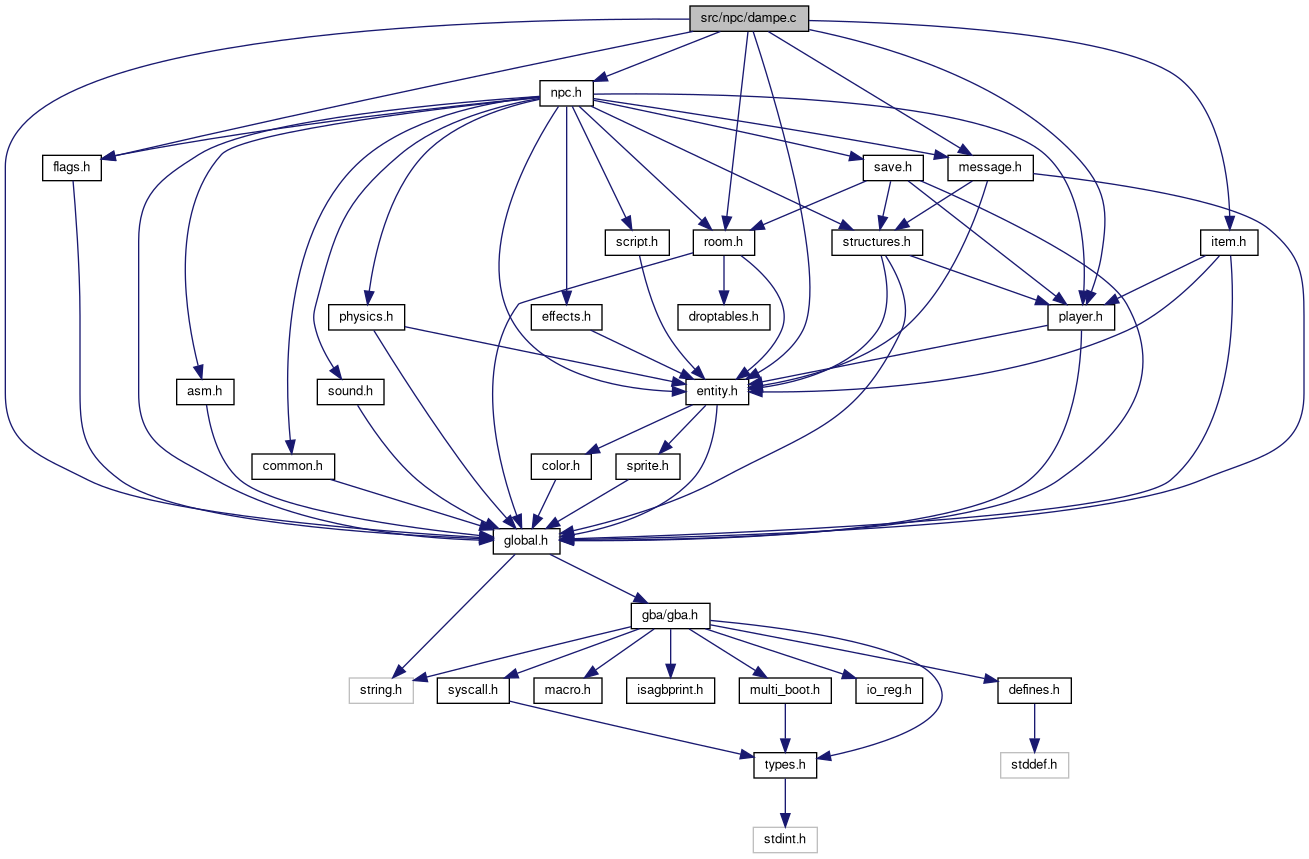 src/npc/dampe.c
npc.h
flags.h
save.h
message.h
script.h
room.h
structures.h
item.h
physics.h
effects.h
droptables.h
player.h
asm.h
sound.h
entity.h
common.h
color.h
sprite.h
global.h
gba/gba.h
string.h
syscall.h
macro.h
isagbprint.h
multi_boot.h
io_reg.h
defines.h
types.h
stddef.h
stdint.h